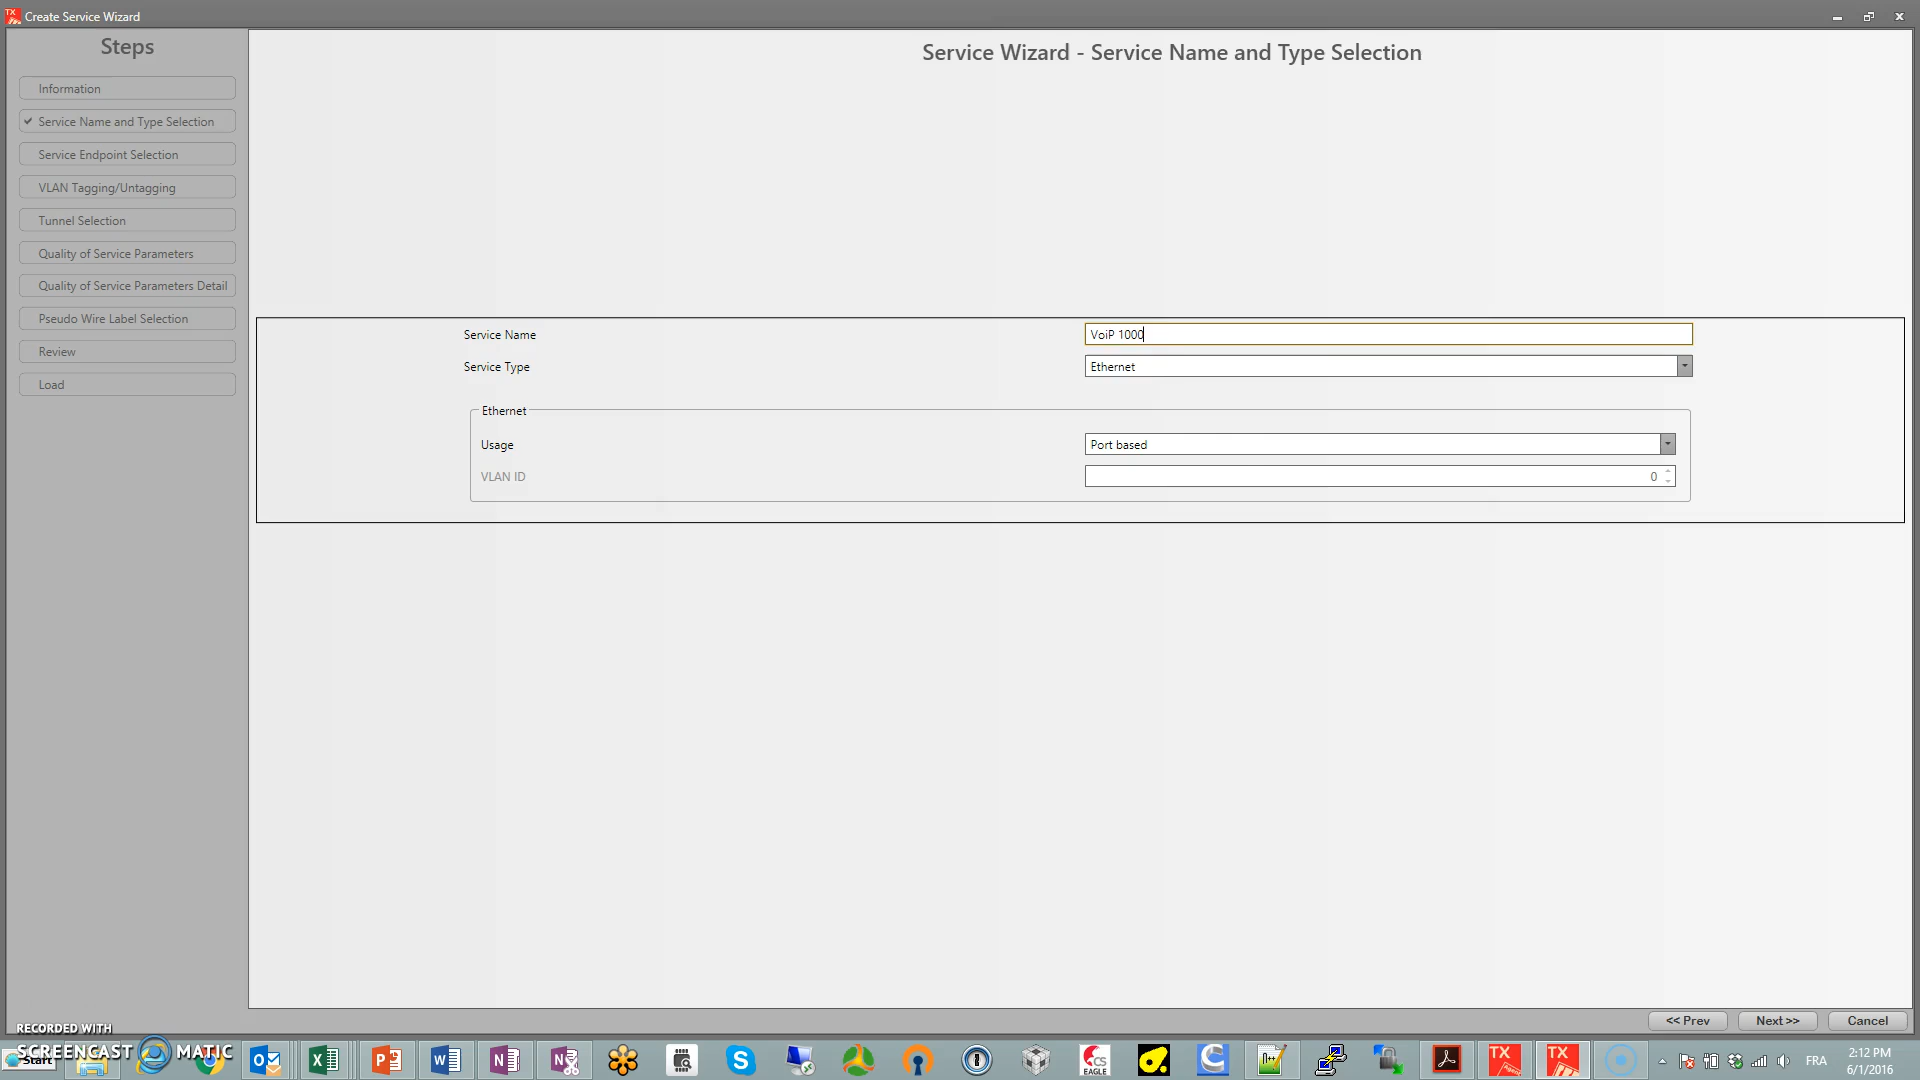 Create Service Wizard
Steps
Information
Service Name and Type Selection
Service Endpoint Selection
VLAN Tagging/Untagging
Tunnel Selection
Quality of Service Parameters
Quality of Service Parameters Detail
Pseudo Wire Label Selection
Review
Load
Service Wizard - Service Name and Type Selection
Service Name VoiP 1000
Service Type Ethernet
Ethernet
Usage Port based
VLAN ID 0
<< Prev Next >> Cancel
RECORDED WITH
SCREENCAST MATIC
Start
FRA
2:12 PM
6/1/2016